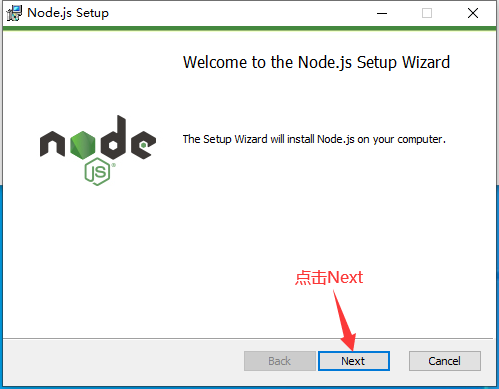 Node.js Setup
Welcome to the Node.js Setup Wizard
node
JS
The Setup Wizard will install Node.js on your computer.
点击Next
Back Next Cancel